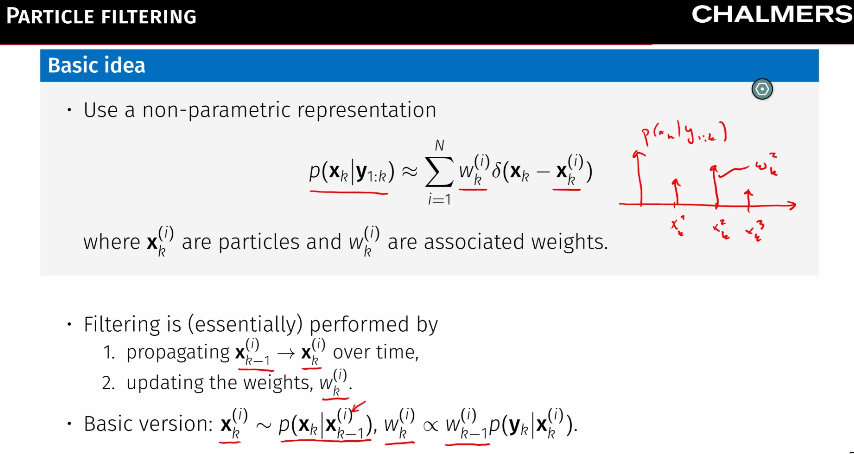 PARTICLE FILTERING
CHALMERS
Basic idea
• Use a non-parametric representation
p(x_k|y_{1:k}) ≈ ∑_{i=1}^{N} w_k^{(i)} δ(x_k − x_k^{(i)})
p(x_k|y_{1:k})
w_k^2
x_k^1 x_k^2 x_k^3
where x_k^{(i)} are particles and w_k^{(i)} are associated weights.
• Filtering is (essentially) performed by
1. propagating x_{k−1}^{(i)} → x_k^{(i)} over time,
2. updating the weights, w_k^{(i)}.
• Basic version: x_k^{(i)} ∼ p(x_k|x_{k−1}^{(i)}), w_k^{(i)} ∝ w_{k−1}^{(i)} p(y_k|x_k^{(i)}).